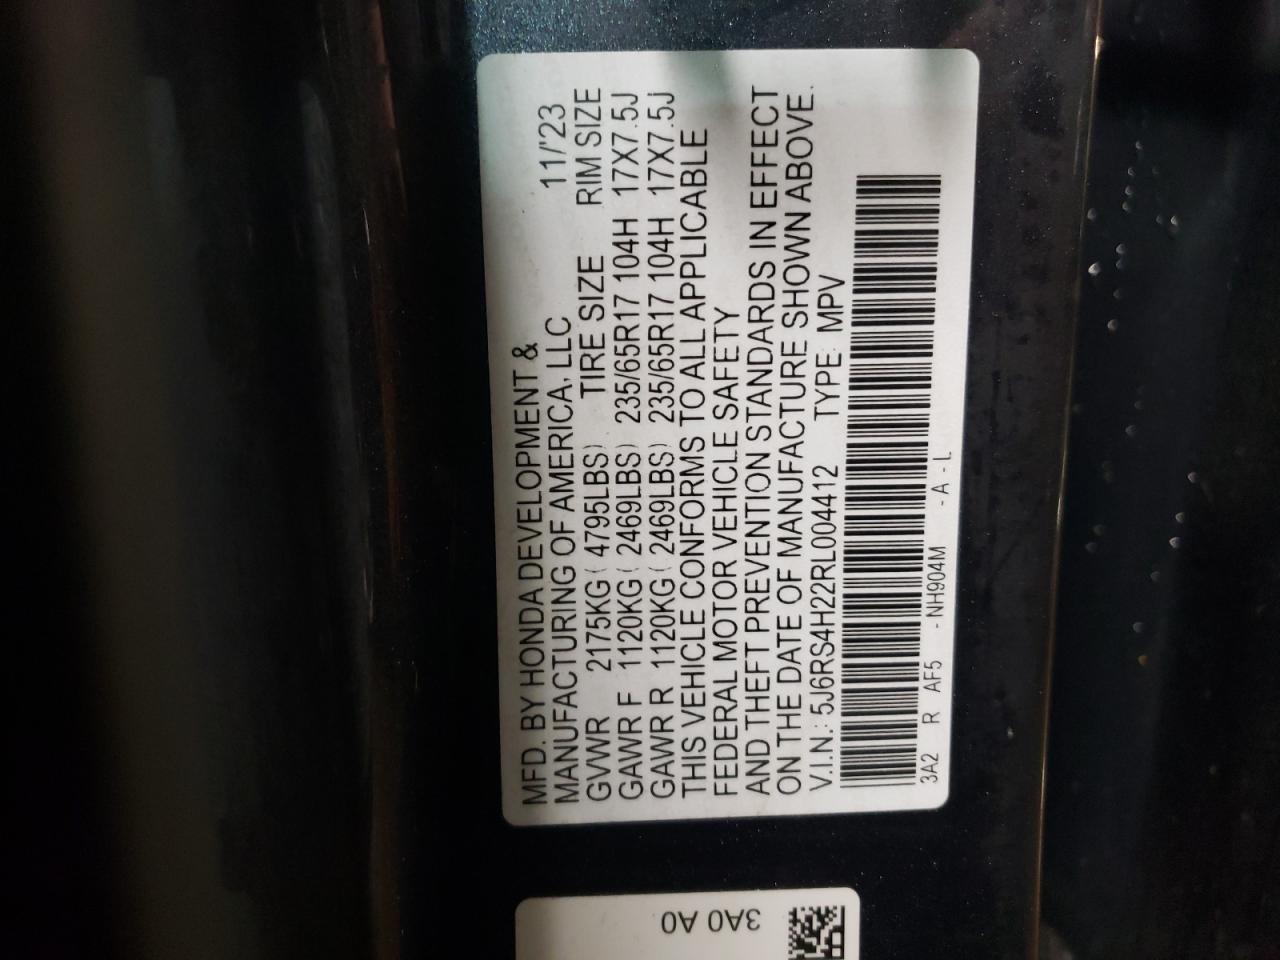 MFD. BY HONDA DEVELOPMENT &
MANUFACTURING OF AMERICA, LLC 11/'23
GVWR 2175KG ( 4795LBS) TIRE SIZE RIM SIZE
GAWR F 1120KG ( 2469LBS) 235/65R17 104H 17X7.5J
GAWR R 1120KG ( 2469LBS) 235/65R17 104H 17X7.5J
THIS VEHICLE CONFORMS TO ALL APPLICABLE
FEDERAL MOTOR VEHICLE SAFETY
AND THEFT PREVENTION STANDARDS IN EFFECT
ON THE DATE OF MANUFACTURE SHOWN ABOVE.
V.I.N.: 5J6RS4H22RL004412 TYPE: MPV
3A2 R AF5 - NH904M - A - L
3A0 A0